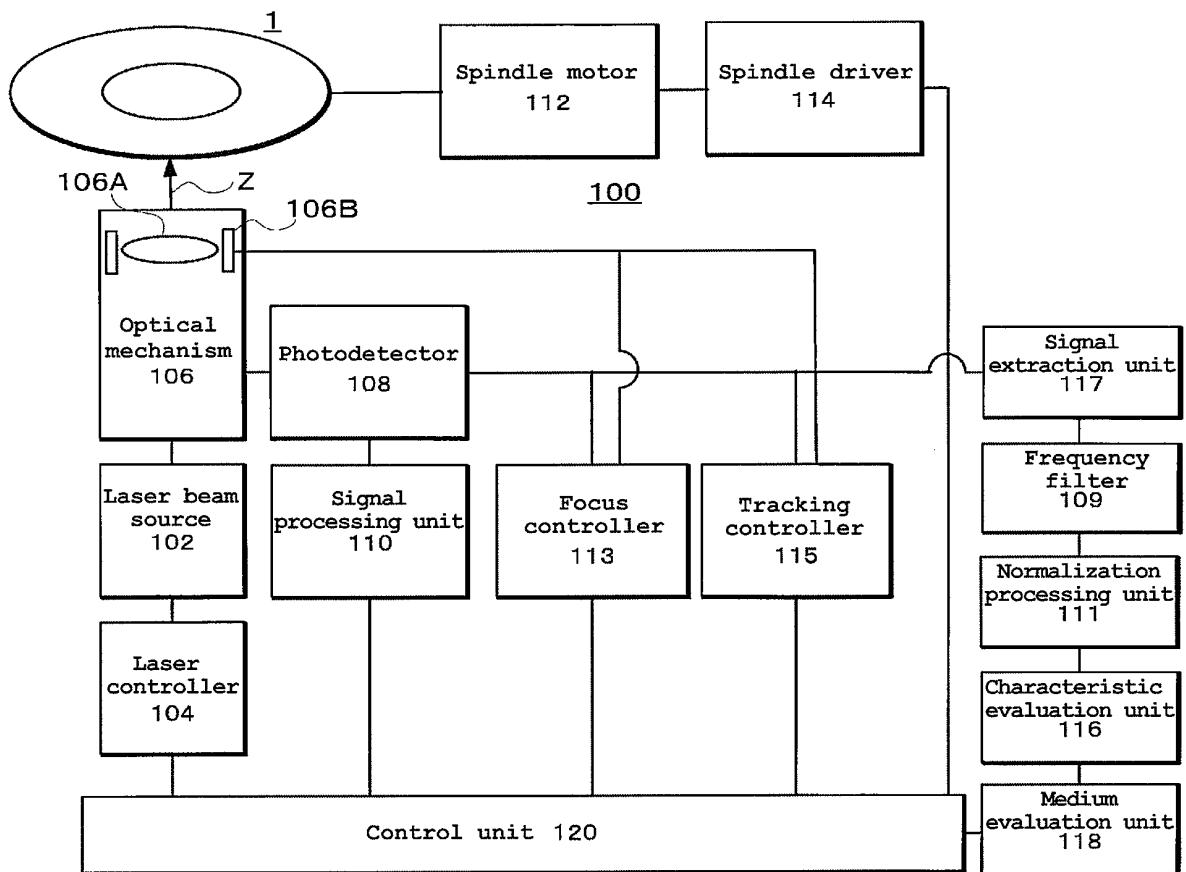 1
Spindle motor
112
Spindle driver
114
106A
Z
106B
100
Optical
mechanism
106
Photodetector
108
Signal
extraction unit
117
Laser beam
source
102
Signal
processing unit
110
Focus
controller
113
Tracking
controller
115
Frequency
filter
109
Normalization
processing unit
111
Laser
controller
104
Characteristic
evaluation unit
116
Control unit 120
Medium
evaluation unit
118